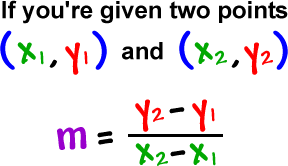 If you're given two points
(x₁, y₁) and (x₂, y₂)
m = (y₂ - y₁) / (x₂ - x₁)